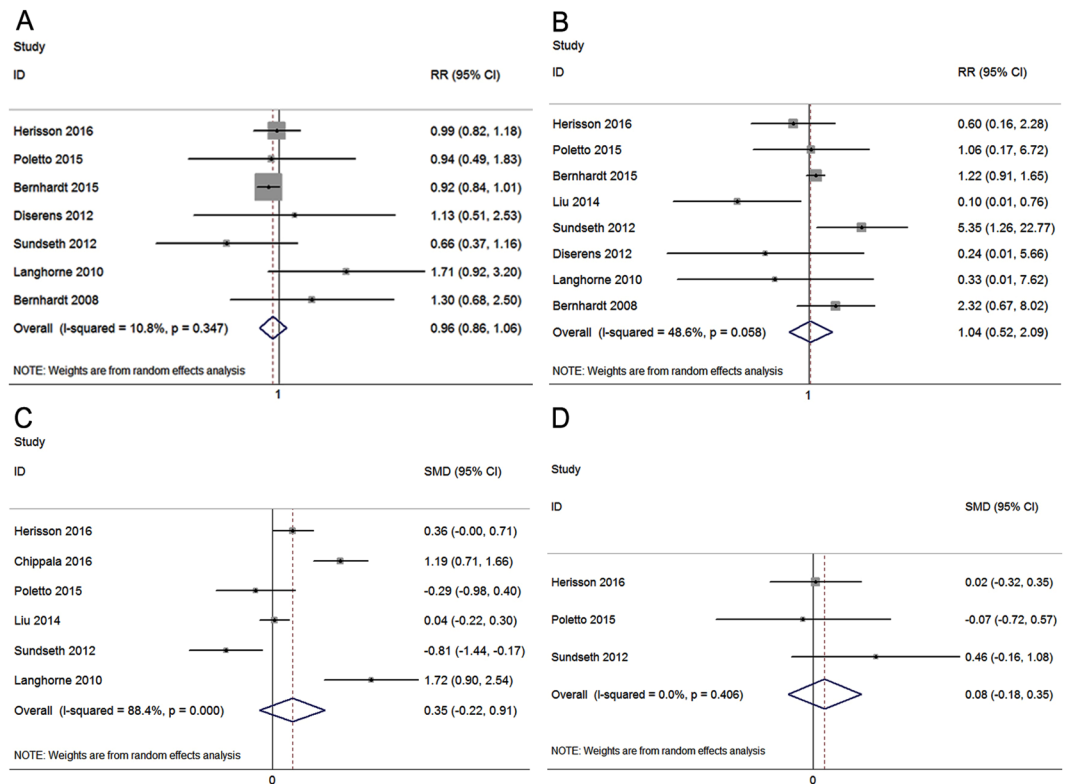 A
Study
ID RR (95% CI)
Herisson 2016 0.99 (0.82, 1.18)
Poletto 2015 0.94 (0.49, 1.83)
Bernhardt 2015 0.92 (0.84, 1.01)
Diserens 2012 1.13 (0.51, 2.53)
Sundseth 2012 0.66 (0.37, 1.16)
Langhorne 2010 1.71 (0.92, 3.20)
Bernhardt 2008 1.30 (0.68, 2.50)
Overall (I-squared = 10.8%, p = 0.347) 0.96 (0.86, 1.06)
NOTE: Weights are from random effects analysis
1
B
Study
ID RR (95% CI)
Herisson 2016 0.60 (0.16, 2.28)
Poletto 2015 1.06 (0.17, 6.72)
Bernhardt 2015 1.22 (0.91, 1.65)
Liu 2014 0.10 (0.01, 0.76)
Sundseth 2012 5.35 (1.26, 22.77)
Diserens 2012 0.24 (0.01, 5.66)
Langhorne 2010 0.33 (0.01, 7.62)
Bernhardt 2008 2.32 (0.67, 8.02)
Overall (I-squared = 48.6%, p = 0.058) 1.04 (0.52, 2.09)
NOTE: Weights are from random effects analysis
1
C
Study
ID SMD (95% CI)
Herisson 2016 0.36 (-0.00, 0.71)
Chippala 2016 1.19 (0.71, 1.66)
Poletto 2015 -0.29 (-0.98, 0.40)
Liu 2014 0.04 (-0.22, 0.30)
Sundseth 2012 -0.81 (-1.44, -0.17)
Langhorne 2010 1.72 (0.90, 2.54)
Overall (I-squared = 88.4%, p = 0.000) 0.35 (-0.22, 0.91)
NOTE: Weights are from random effects analysis
0
D
Study
ID SMD (95% CI)
Herisson 2016 0.02 (-0.32, 0.35)
Poletto 2015 -0.07 (-0.72, 0.57)
Sundseth 2012 0.46 (-0.16, 1.08)
Overall (I-squared = 0.0%, p = 0.406) 0.08 (-0.18, 0.35)
NOTE: Weights are from random effects analysis
0